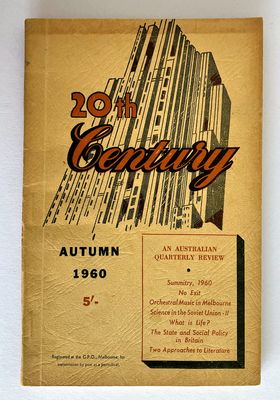 20th
Century
AUTUMN
1960
5/-
AN AUSTRALIAN
QUARTERLY REVIEW
Summitry, 1960
No Exit
Orchestral Music in Melbourne
Science in the Soviet Union - II
What is Life?
The State and Social Policy
in Britain
Two Approaches to Literature
Registered at the G.P.O., Melbourne, for
transmission by post as a periodical.